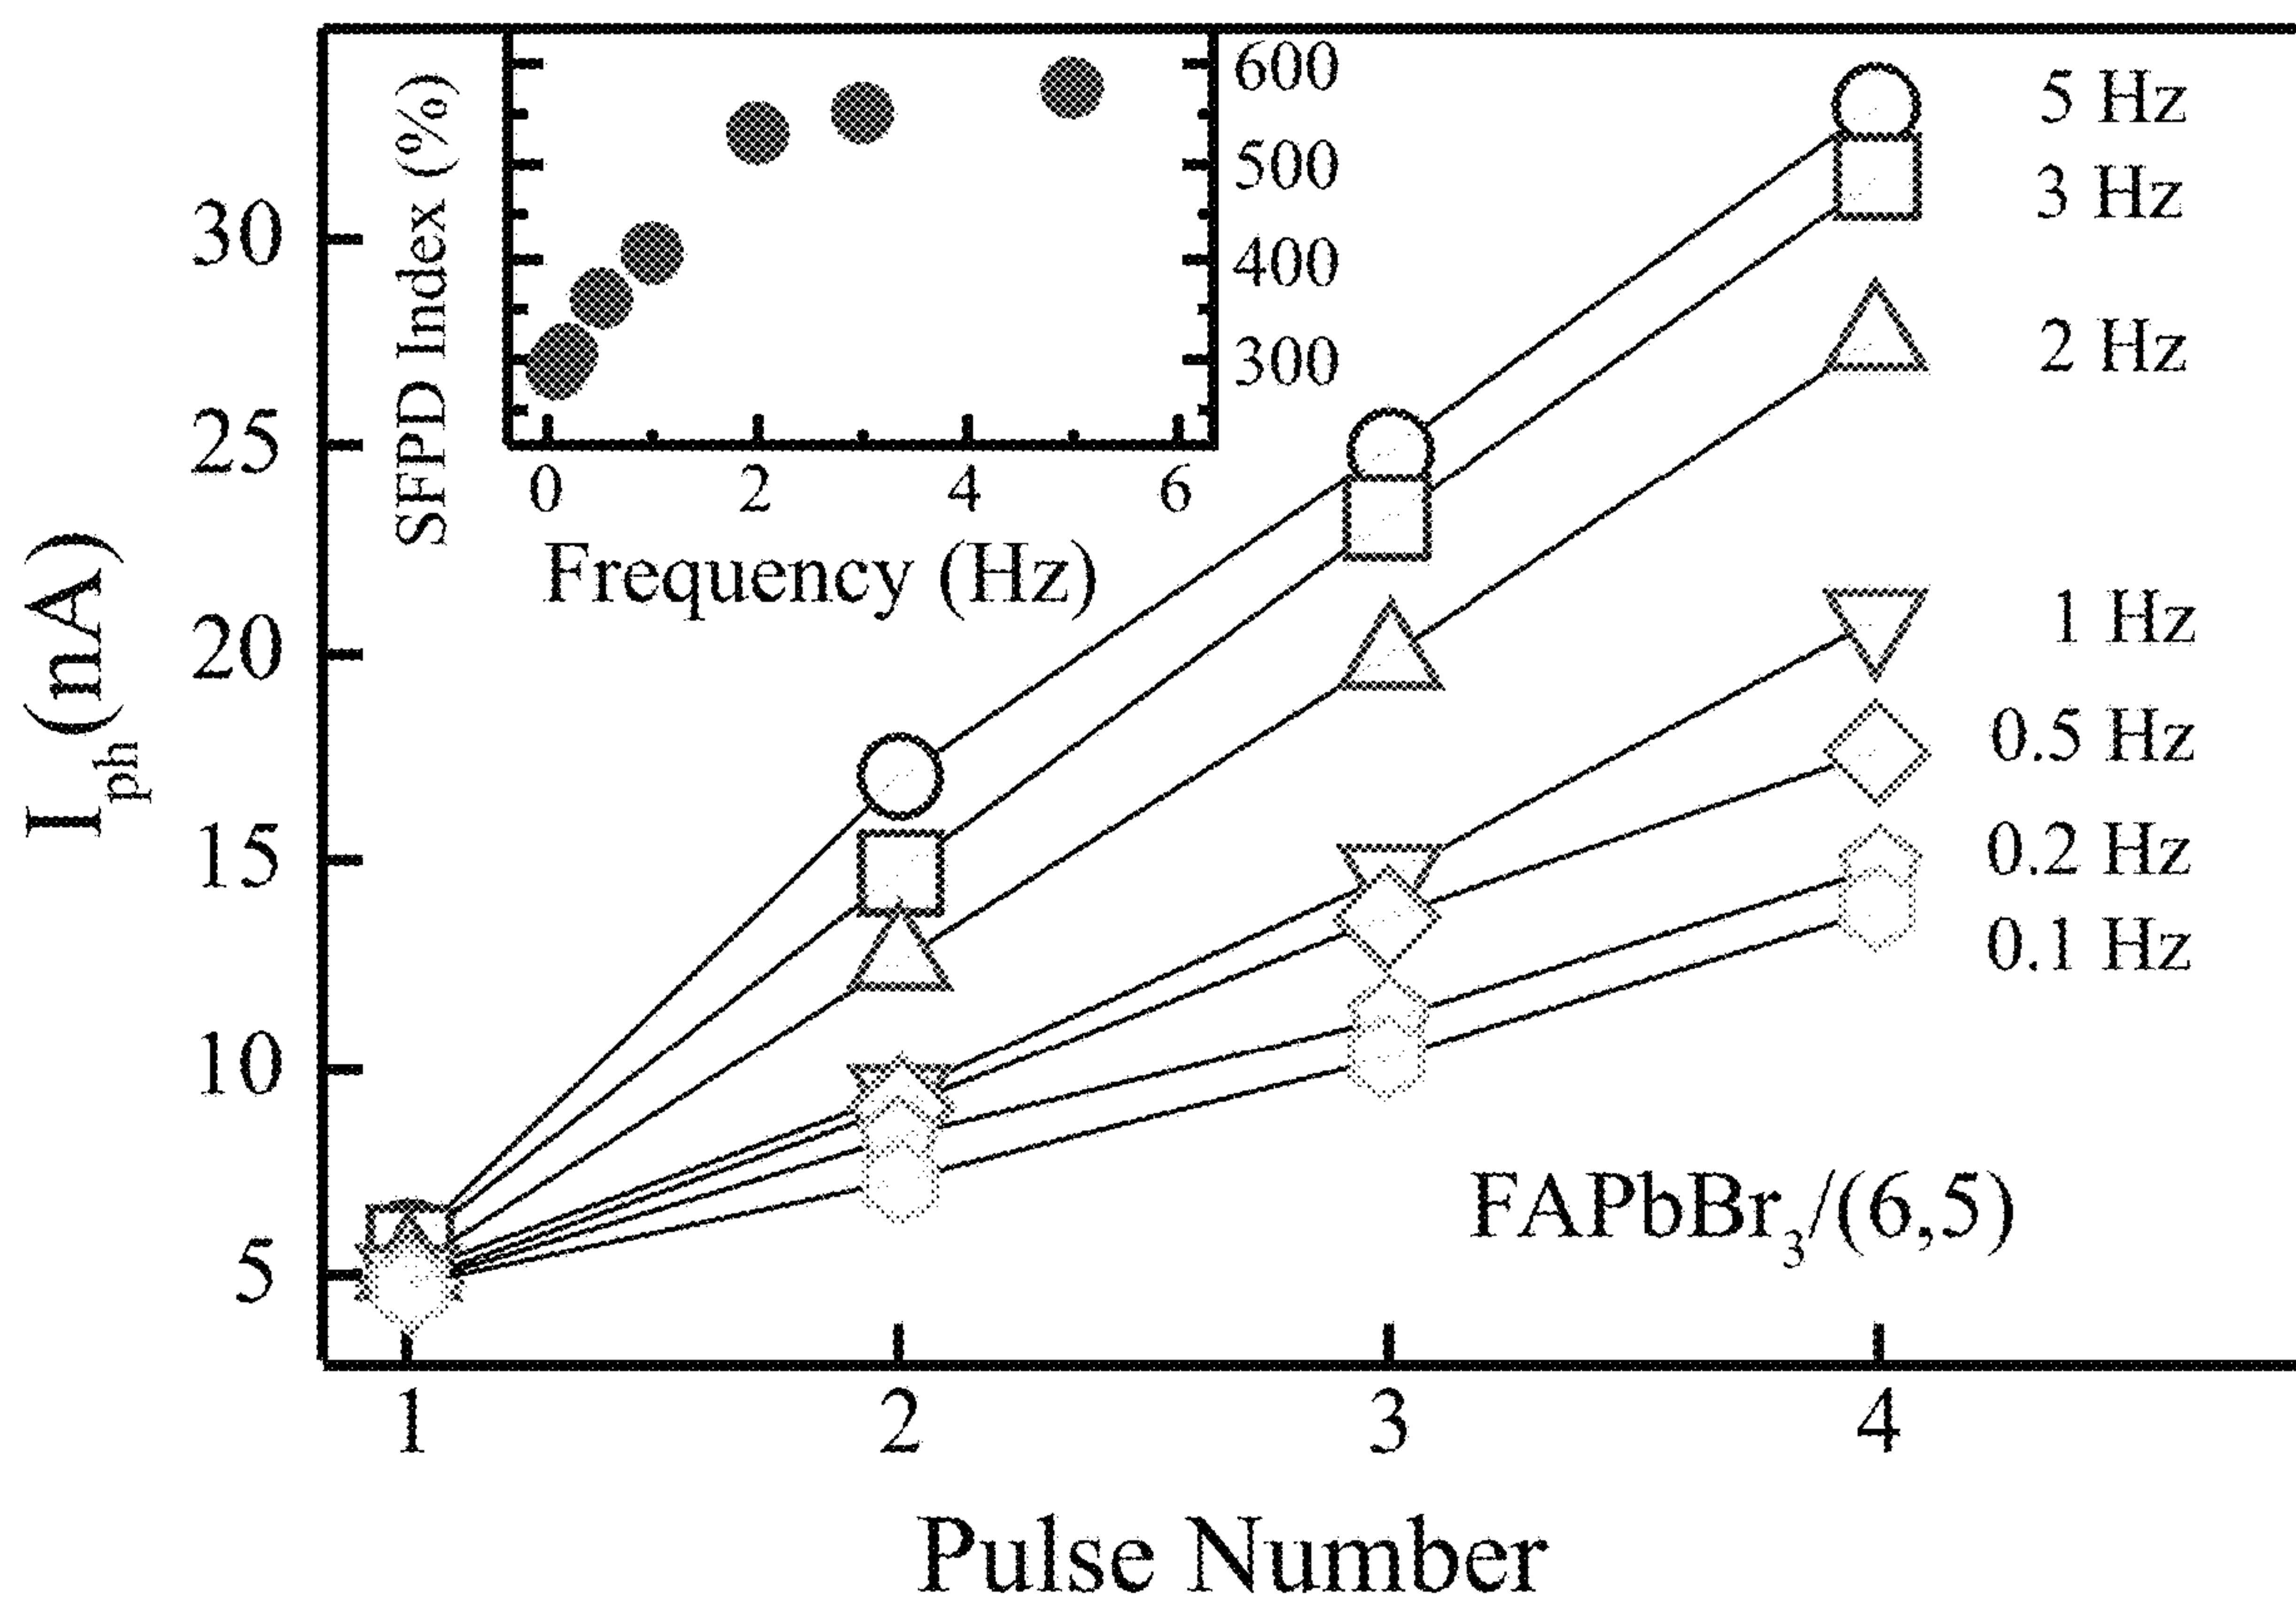 SFPD Index (%)
600
500
400
300
0 2 4 6
Frequency (Hz)
I_ph (nA)
30
25
20
15
10
5
5 Hz
3 Hz
2 Hz
1 Hz
0.5 Hz
0.2 Hz
0.1 Hz
FAPbBr₃/(6,5)
1 2 3 4
Pulse Number